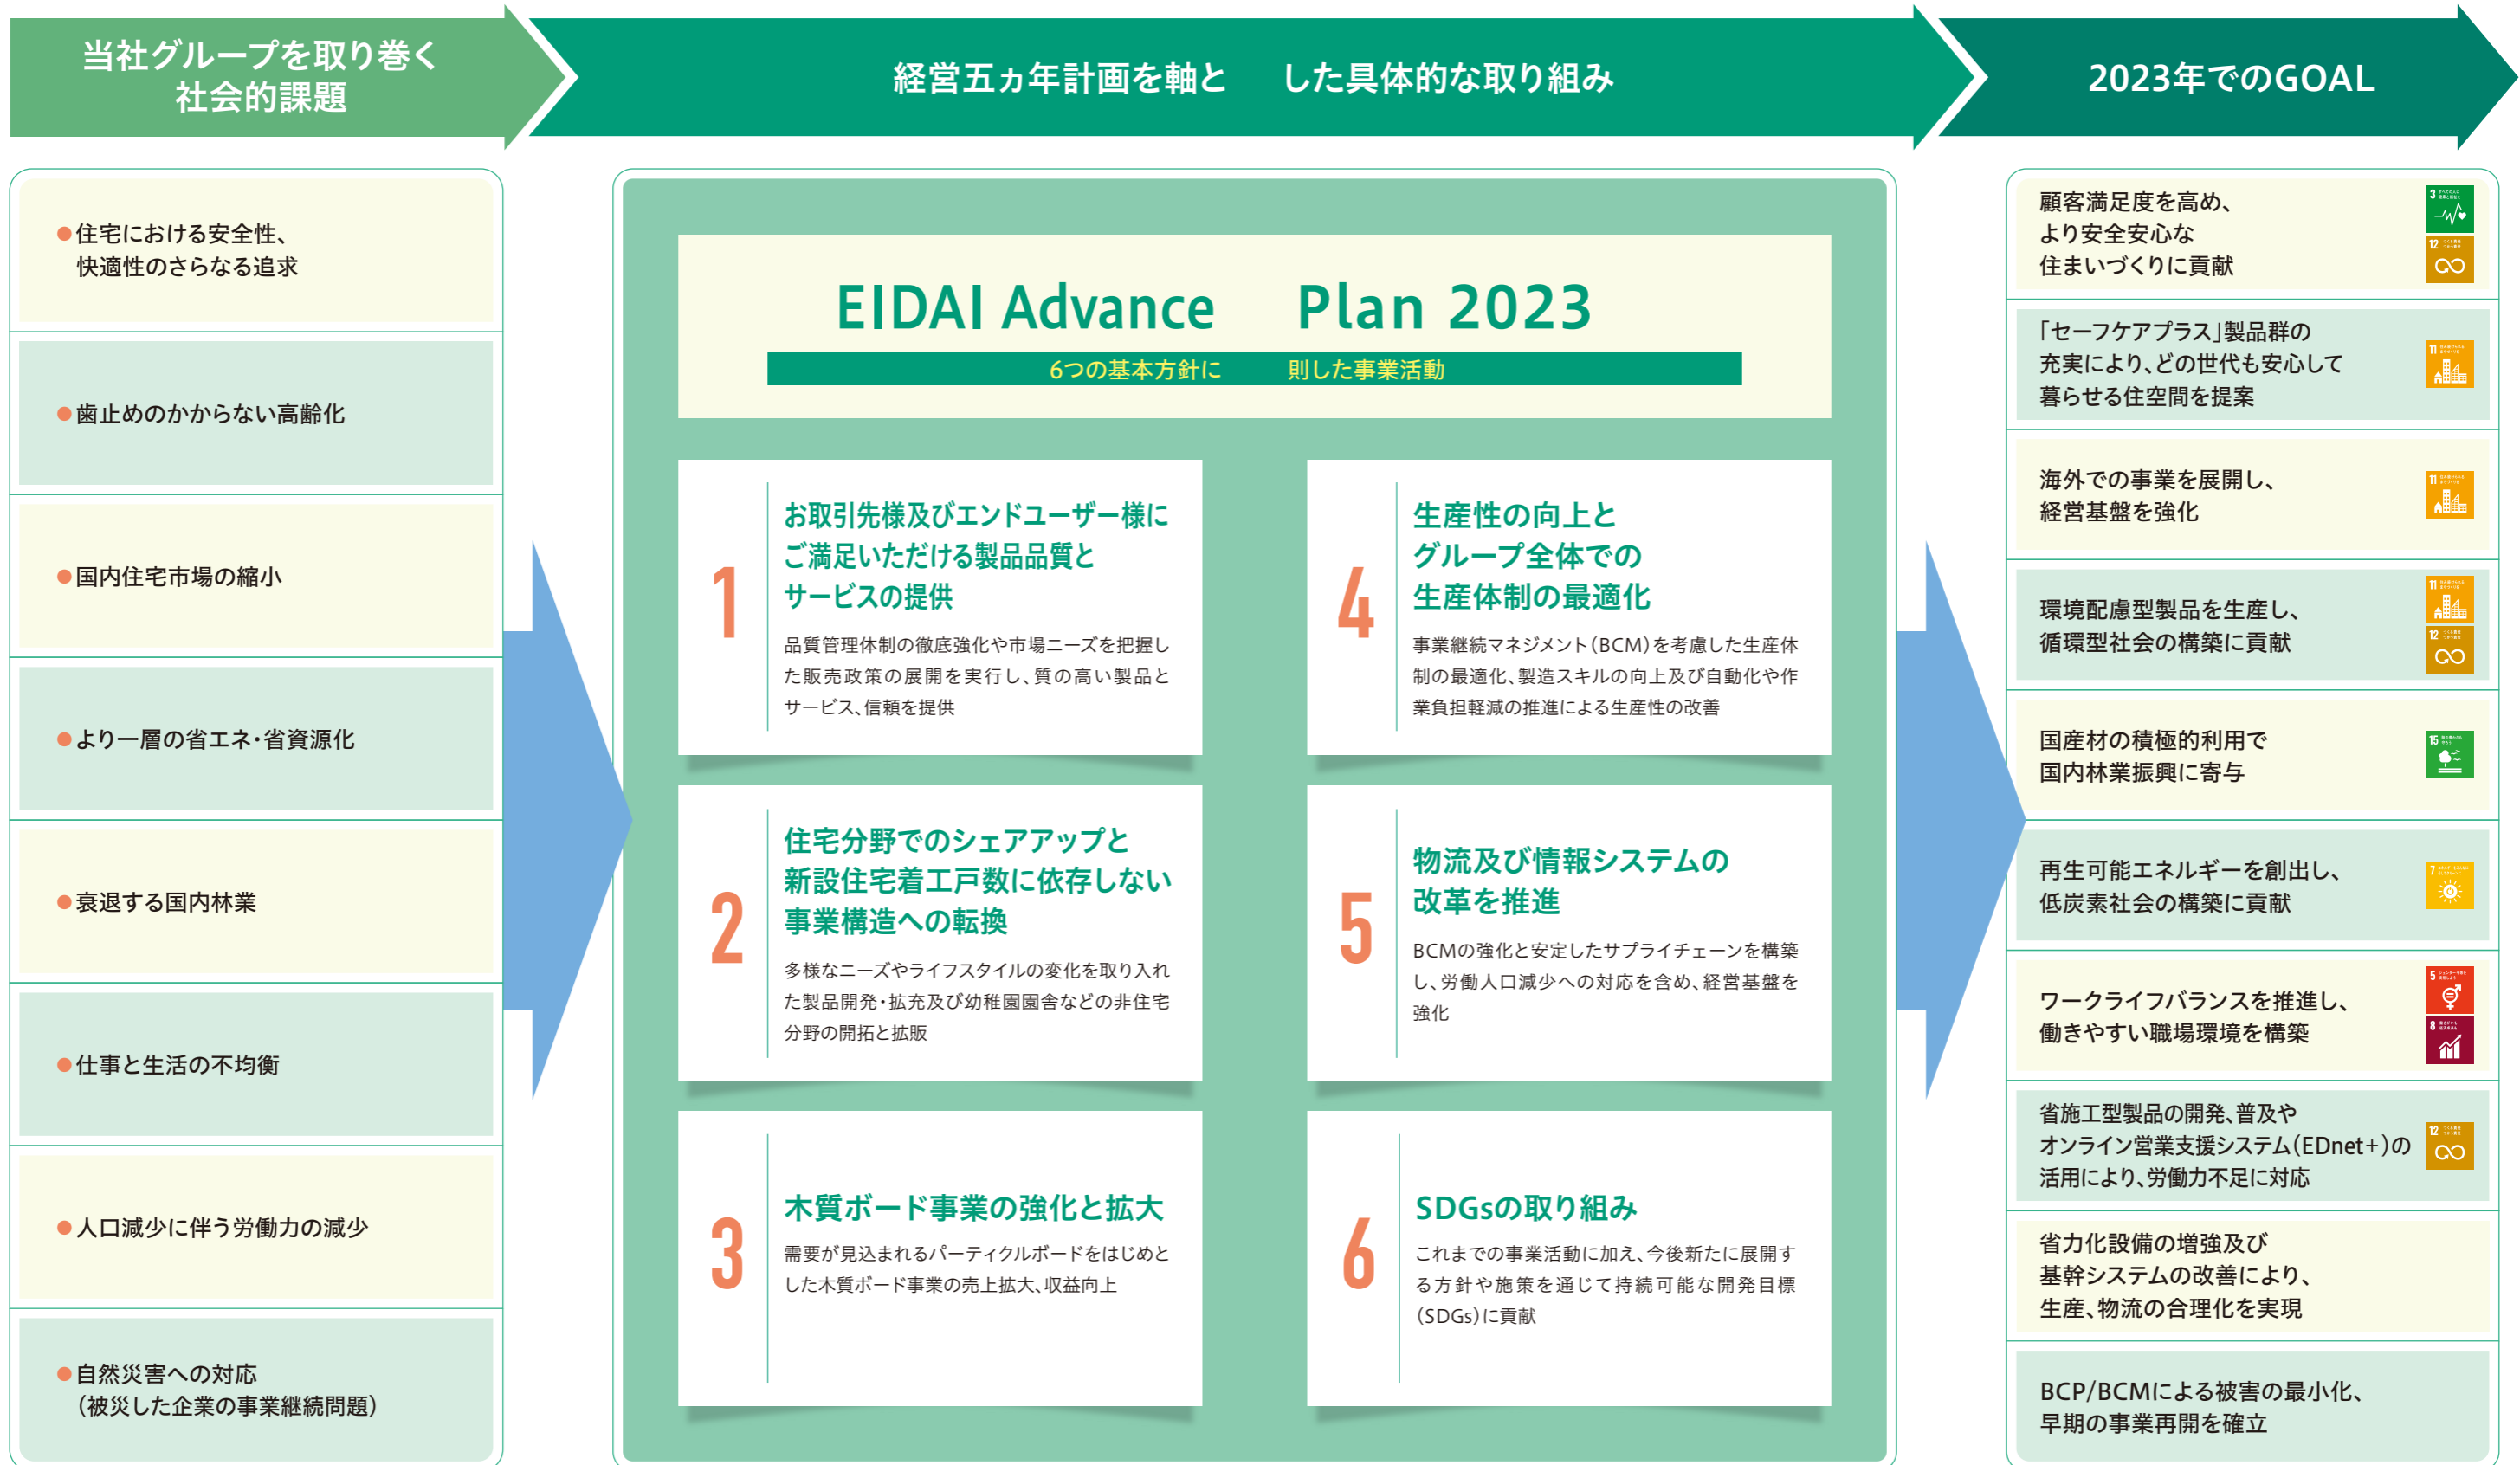 当社グループを取り巻く
社会的課題
経営五ヵ年計画を軸と した具体的な取り組み
2023年でのGOAL
●住宅における安全性、
快適性のさらなる追求
●歯止めのかからない高齢化
●国内住宅市場の縮小
●より一層の省エネ・省資源化
●衰退する国内林業
●仕事と生活の不均衡
●人口減少に伴う労働力の減少
●自然災害への対応
（被災した企業の事業継続問題）
EIDAI Advance Plan 2023
6つの基本方針に 則した事業活動
1
お取引先様及びエンドユーザー様に
ご満足いただける製品品質と
サービスの提供
品質管理体制の徹底強化や市場ニーズを把握し
た販売政策の展開を実行し、質の高い製品と
サービス、信頼を提供
2
住宅分野でのシェアアップと
新設住宅着工戸数に依存しない
事業構造への転換
多様なニーズやライフスタイルの変化を取り入れ
た製品開発・拡充及び幼稚園園舎などの非住宅
分野の開拓と拡販
3
木質ボード事業の強化と拡大
需要が見込まれるパーティクルボードをはじめと
した木質ボード事業の売上拡大、収益向上
4
生産性の向上と
グループ全体での
生産体制の最適化
事業継続マネジメント（BCM）を考慮した生産体
制の最適化、製造スキルの向上及び自動化や作
業負担軽減の推進による生産性の改善
5
物流及び情報システムの
改革を推進
BCMの強化と安定したサプライチェーンを構築
し、労働人口減少への対応を含め、経営基盤を
強化
6
SDGsの取り組み
これまでの事業活動に加え、今後新たに展開す
る方針や施策を通じて持続可能な開発目標
（SDGs）に貢献
顧客満足度を高め、
より安全安心な
住まいづくりに貢献
3
12
「セーフケアプラス」製品群の
充実により、どの世代も安心して
暮らせる住空間を提案
11
海外での事業を展開し、
経営基盤を強化
11
環境配慮型製品を生産し、
循環型社会の構築に貢献
11
12
国産材の積極的利用で
国内林業振興に寄与
15
再生可能エネルギーを創出し、
低炭素社会の構築に貢献
7
ワークライフバランスを推進し、
働きやすい職場環境を構築
5
8
省施工型製品の開発、普及や
オンライン営業支援システム（EDnet+）の
活用により、労働力不足に対応
12
省力化設備の増強及び
基幹システムの改善により、
生産、物流の合理化を実現
BCP/BCMによる被害の最小化、
早期の事業再開を確立